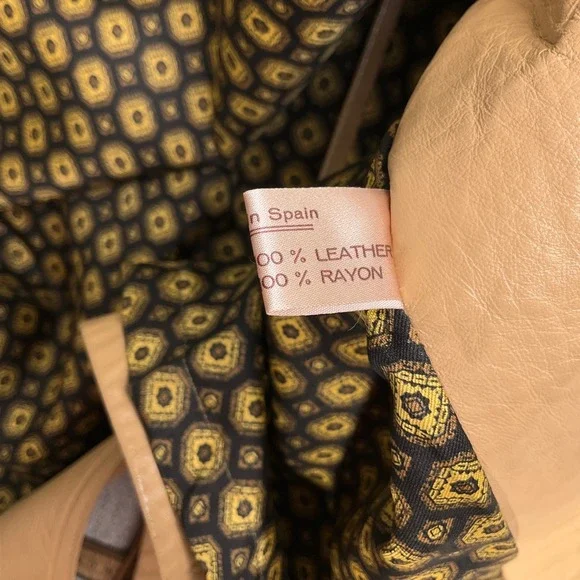 n Spain
00 % LEATHER
00 % RAYON